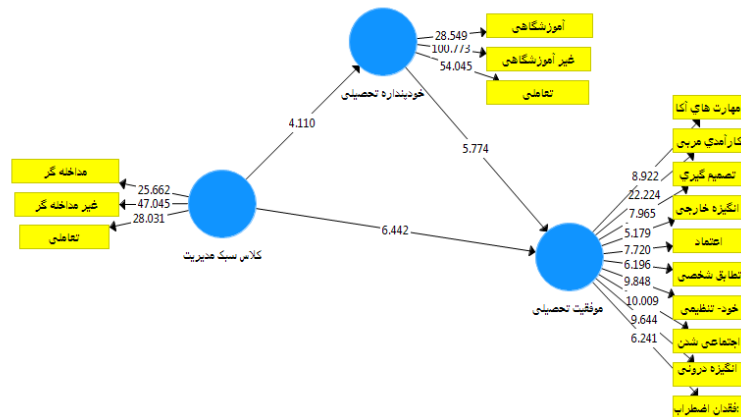 آموزشگاهی
28.549
غیر آموزشگاهی
100.773
تعاملی
54.045
خودپنداره تحصیلی
4.110
5.774
مهارت هاي آکا
8.922
کارآمدي مربی
22.224
تصمیم گیري
7.965
انگیزه خارجی
5.179
اعتماد
7.720
تطابق شخصی
6.196
خود- تنظیمی
9.848
اجتماعی شدن
10.009
انگیزه درونی
9.644
فقدان اضطراب
6.241
موفقیت تحصیلی
6.442
مداخله گر
25.662
غیر مداخله گر
47.045
تعاملی
28.031
کلاس سبک مدیریت